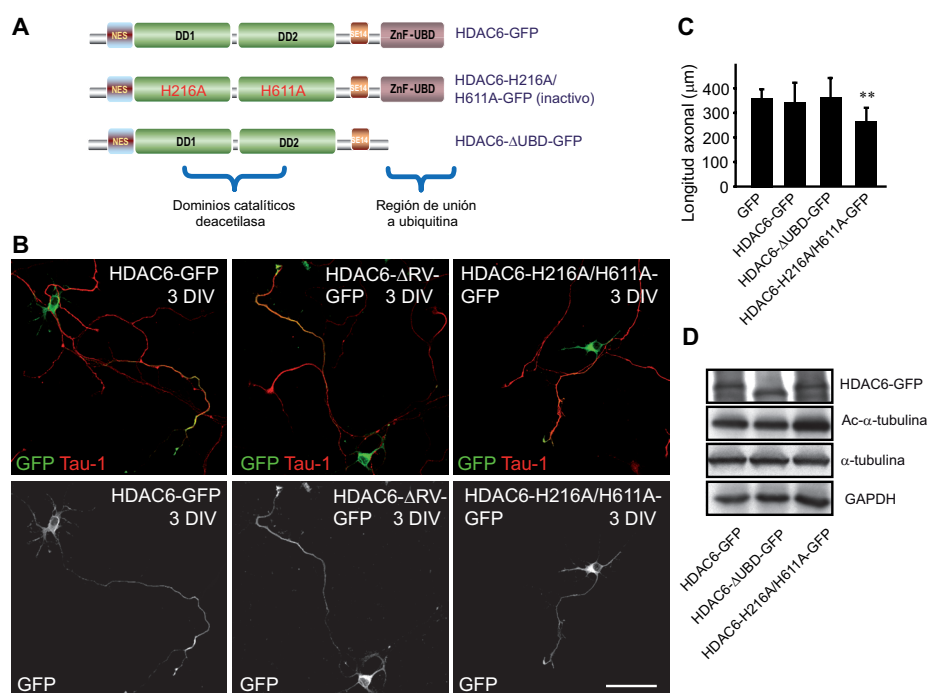 A
NES DD1 DD2 SE14 ZnF-UBD HDAC6-GFP
NES H216A H611A SE14 ZnF-UBD HDAC6-H216A/
H611A-GFP (inactivo)
NES DD1 DD2 SE14 HDAC6-ΔUBD-GFP
Dominios catalíticos
deacetilasa
Región de unión
a ubiquitina
B
HDAC6-GFP
3 DIV
GFP Tau-1
HDAC6-ΔRV-
GFP 3 DIV
GFP Tau-1
HDAC6-H216A/H611A-
GFP 3 DIV
GFP Tau-1
HDAC6-GFP
3 DIV
GFP
HDAC6-ΔRV-
GFP 3 DIV
GFP
HDAC6-H216A/H611A-
GFP 3 DIV
GFP
C
Longitud axonal (μm)
400
300
200
100
0
**
GFP
HDAC6-GFP
HDAC6-ΔUBD-GFP
HDAC6-H216A/H611A-GFP
D
HDAC6-GFP
Ac-α-tubulina
α-tubulina
GAPDH
HDAC6-GFP
HDAC6-ΔUBD-GFP
HDAC6-H216A/H611A-GFP